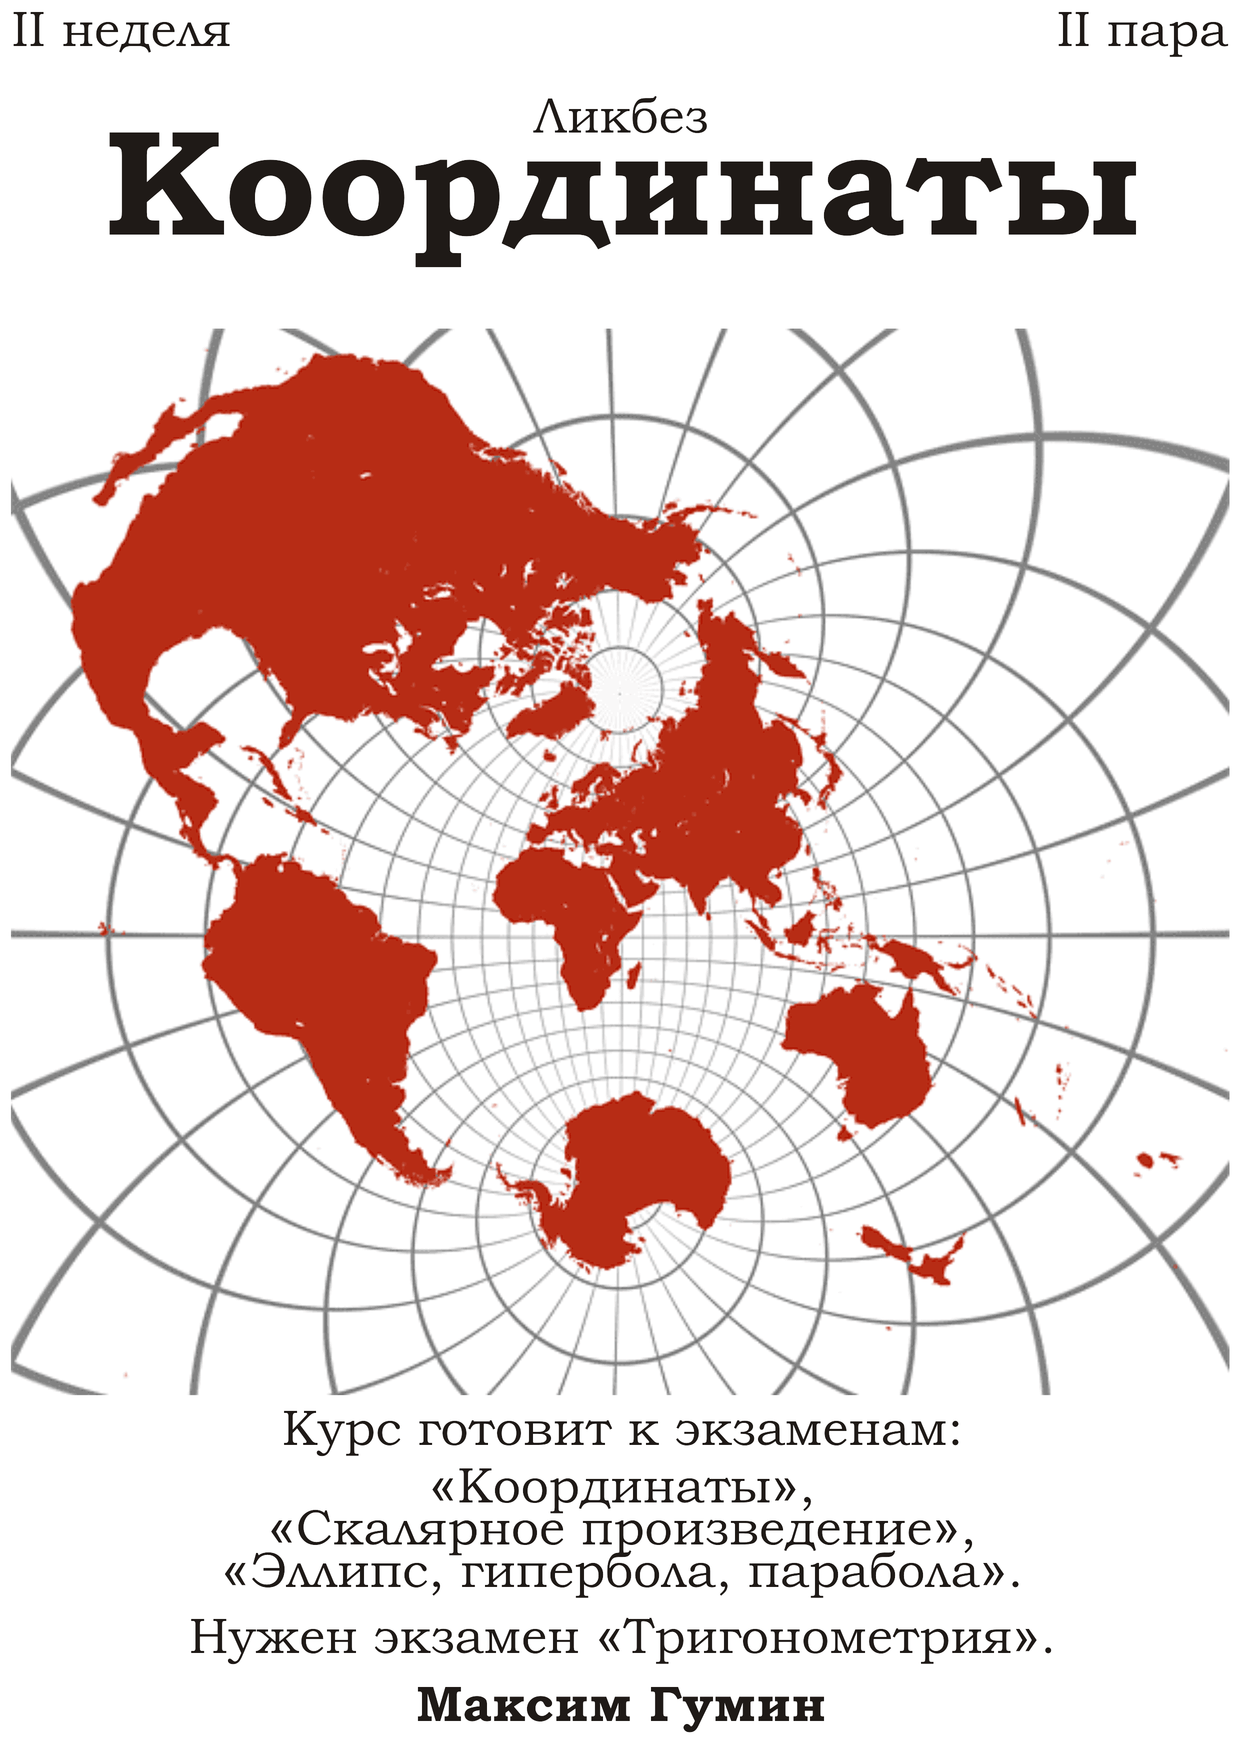 II неделя
II пара
Ликбез
Координаты
Курс готовит к экзаменам:
«Координаты»,
«Скалярное произведение»,
«Эллипс, гипербола, парабола».
Нужен экзамен «Тригонометрия».
Максим Гумин